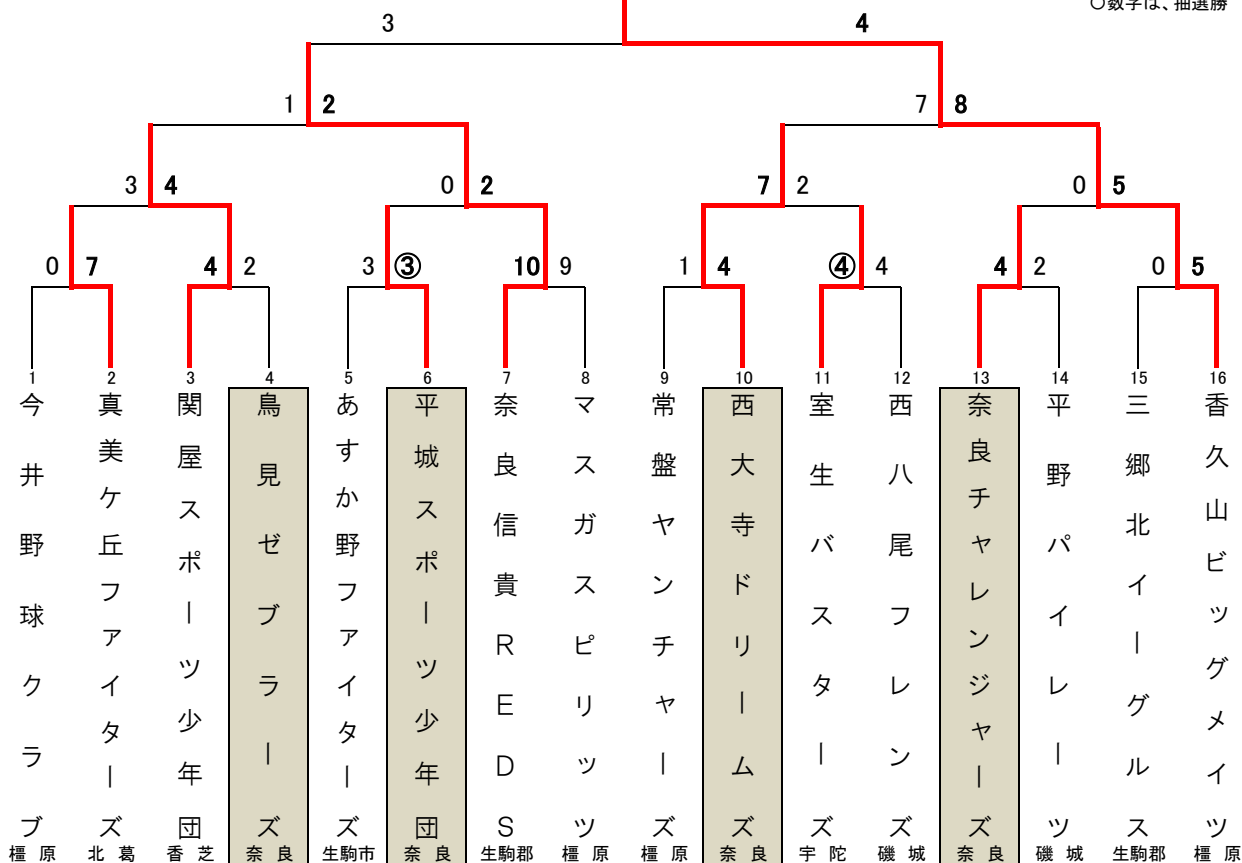 ○数字は、抽選勝
3 4
1 2 7 8
3 4 0 2 7 2 0 5
0 7 4 2 3 ③ 10 9 1 4 ④ 4 4 2 0 5
1 2 3 4 5 6 7 8 9 10 11 12 13 14 15 16
今井野球クラブ
真美ケ丘ファイターズ
関屋スポーツ少年団
鳥見ゼブラーズ
あすか野ファイターズ
平城スポーツ少年団
奈良信貴REDS
マスガスピリッツ
常盤ヤンチャーズ
西大寺ドリームズ
室生バスターズ
西八尾フレンズ
奈良チャレンジャーズ
平野パイレーツ
三郷北イーグルス
香久山ビッグメイツ
橿原 北葛 香芝 奈良 生駒市 奈良 生駒郡 橿原 橿原 奈良 宇陀 磯城 奈良 磯城 生駒郡 橿原